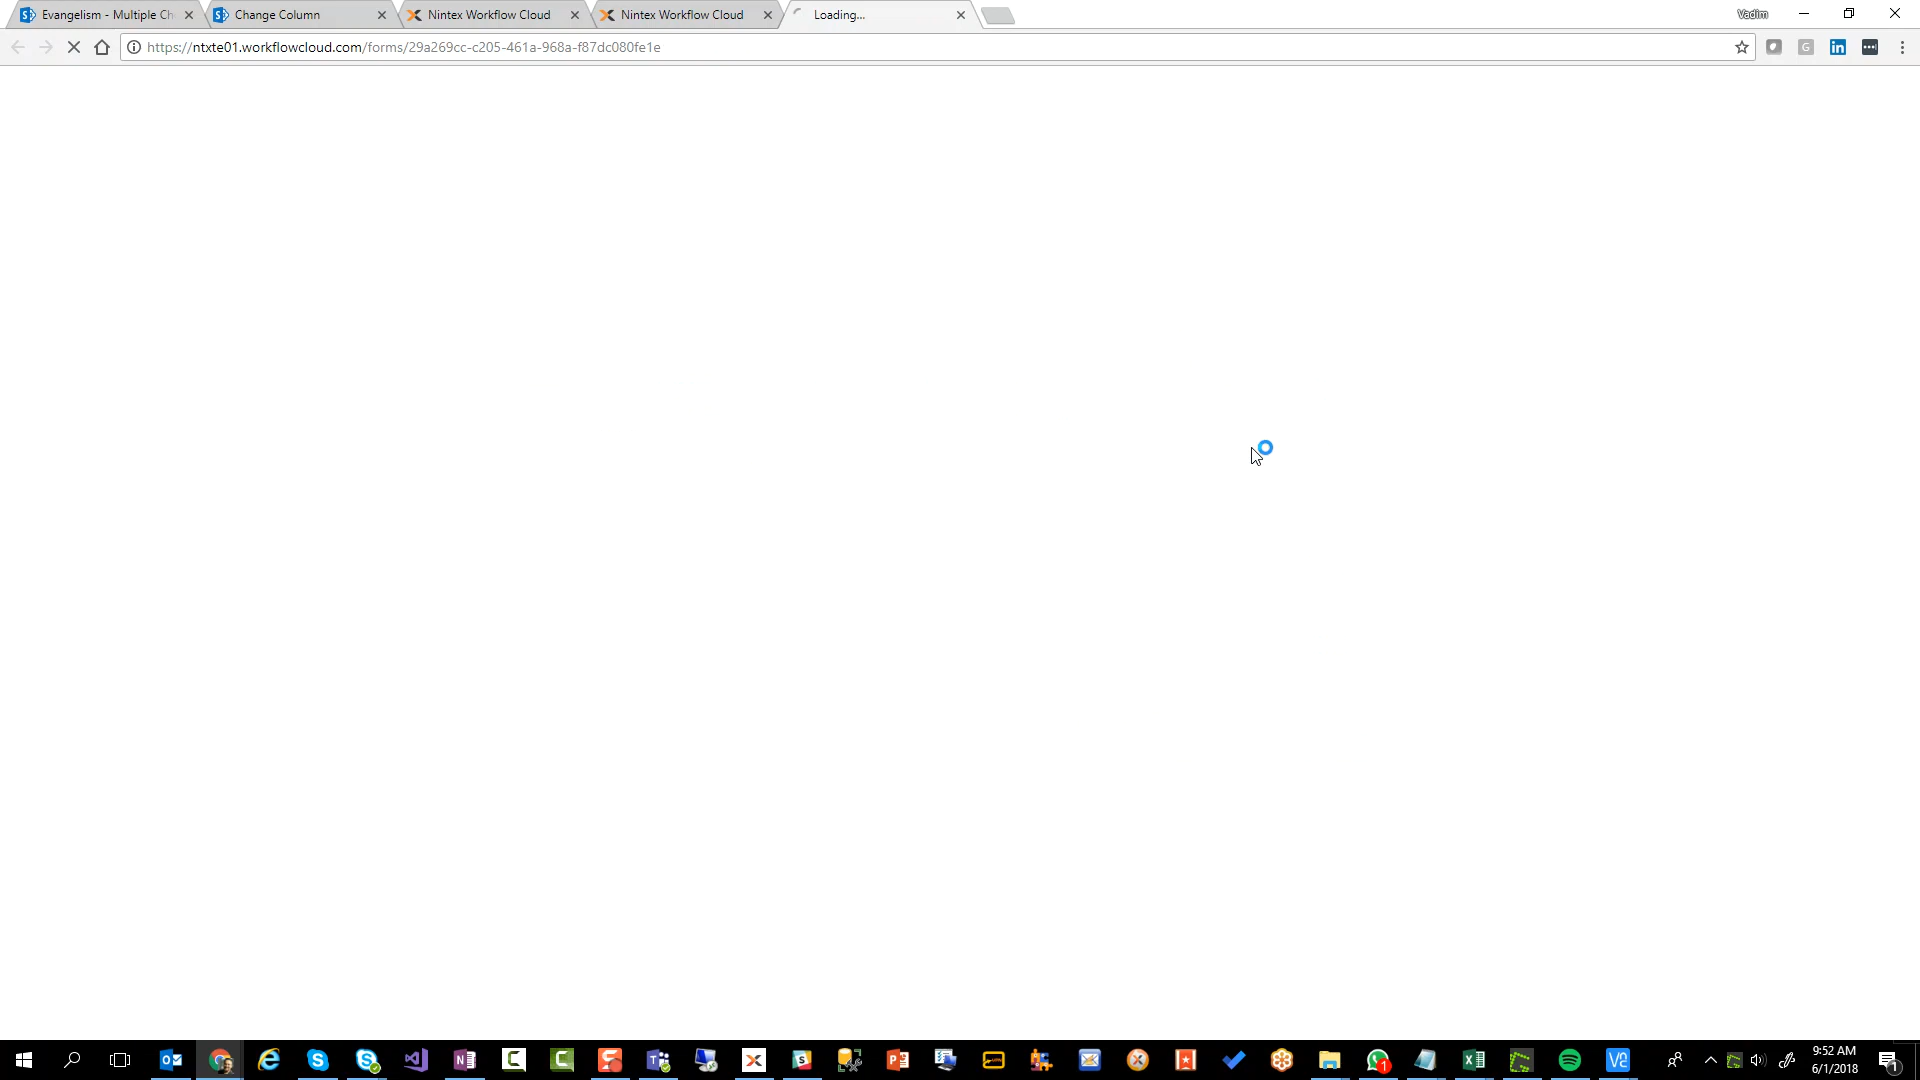 Evangelism - Multiple Ch
Change Column
Nintex Workflow Cloud
Nintex Workflow Cloud
Loading...
Vadim
https://ntxte01.workflowcloud.com/forms/29a269cc-c205-461a-968a-f87dc080fe1e
9:52 AM
6/1/2018